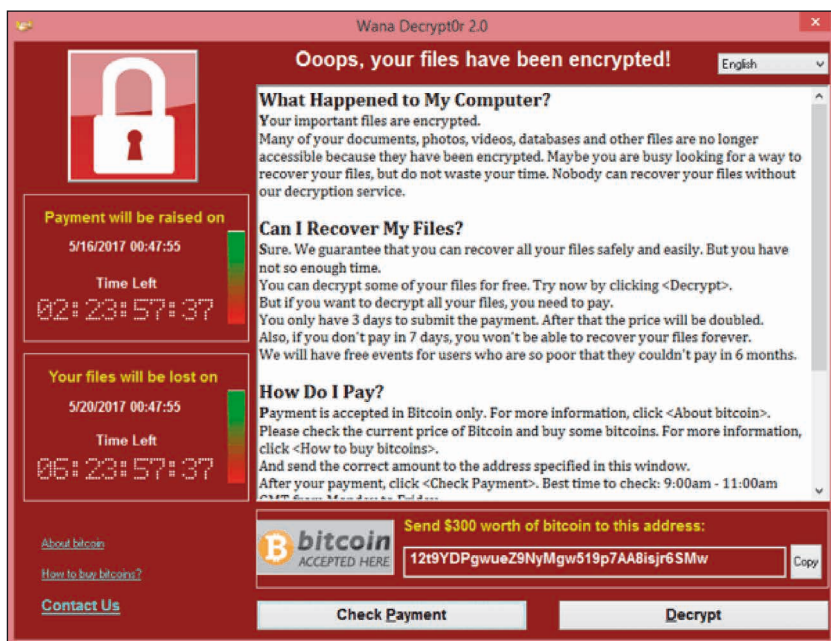 Wana Decrypt0r 2.0
Ooops, your files have been encrypted!
English
What Happened to My Computer?
Your important files are encrypted.
Many of your documents, photos, videos, databases and other files are no longer
accessible because they have been encrypted. Maybe you are busy looking for a way to
recover your files, but do not waste your time. Nobody can recover your files without
our decryption service.
Can I Recover My Files?
Sure. We guarantee that you can recover all your files safely and easily. But you have
not so enough time.
You can decrypt some of your files for free. Try now by clicking <Decrypt>.
But if you want to decrypt all your files, you need to pay.
You only have 3 days to submit the payment. After that the price will be doubled.
Also, if you don't pay in 7 days, you won't be able to recover your files forever.
We will have free events for users who are so poor that they couldn't pay in 6 months.
How Do I Pay?
Payment is accepted in Bitcoin only. For more information, click <About bitcoin>.
Please check the current price of Bitcoin and buy some bitcoins. For more information,
click <How to buy bitcoins>.
And send the correct amount to the address specified in this window.
After your payment, click <Check Payment>. Best time to check: 9:00am - 11:00am
GMT from Monday to Friday.
Payment will be raised on
5/16/2017 00:47:55
Time Left
02:23:57:37
Your files will be lost on
5/20/2017 00:47:55
Time Left
06:23:57:37
About bitcoin
How to buy bitcoins?
Contact Us
bitcoin
ACCEPTED HERE
Send $300 worth of bitcoin to this address:
12t9YDPgwueZ9NyMgw519p7AA8isjr6SMw
Copy
Check Payment
Decrypt